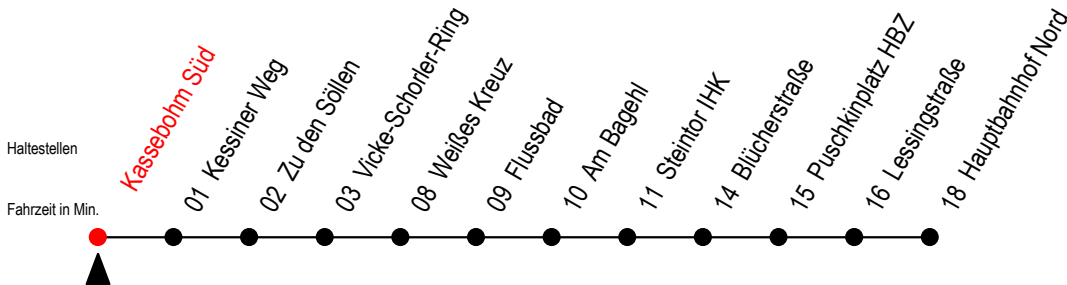 Haltestellen
Fahrzeit in Min.
Kassebohm Süd
01 Kessiner Weg
02 Zu den Söllen
03 Vicke-Schorler-Ring
08 Weißes Kreuz
09 Flussbad
10 Am Bagehl
11 Steintor IHK
14 Blücherstraße
15 Puschkinplatz HBZ
16 Lessingstraße
18 Hauptbahnhof Nord